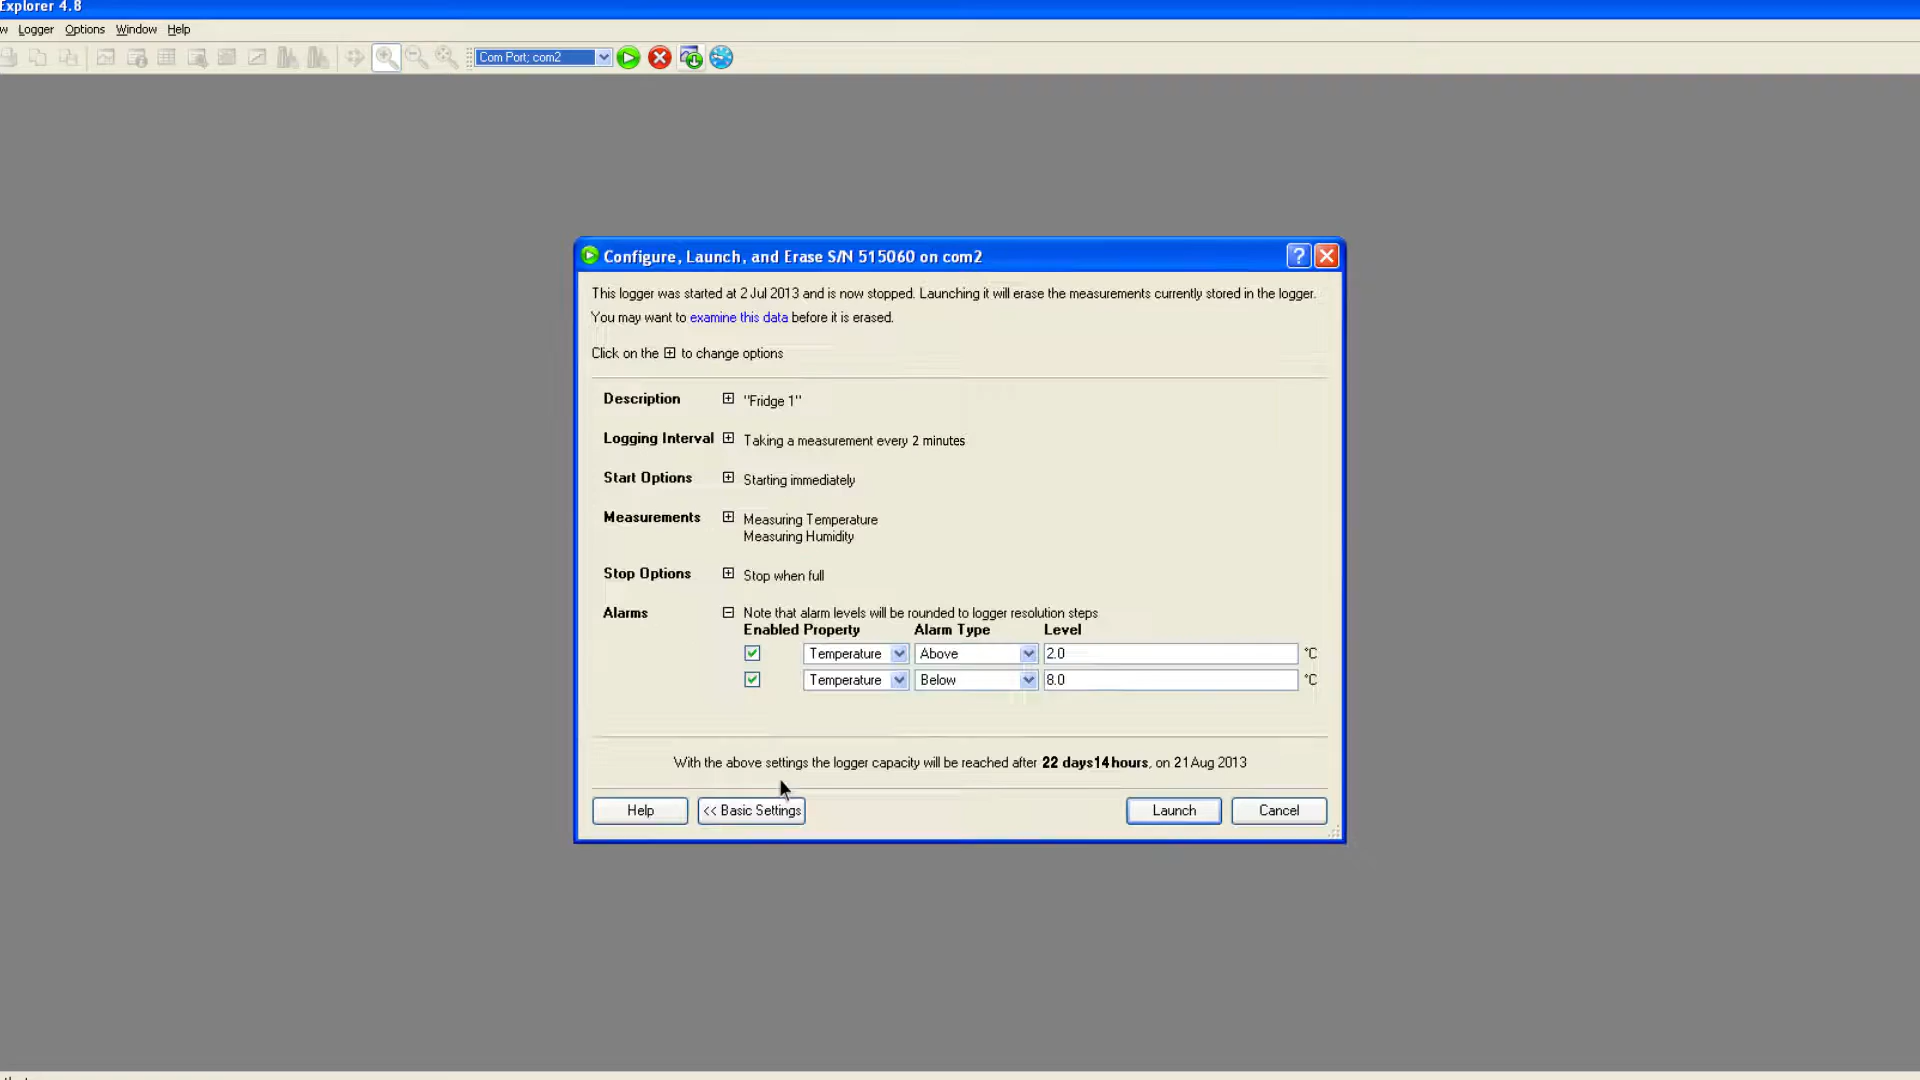 Explorer 4.8
w Logger Options Window Help
Com Port; com2
Configure, Launch, and Erase S/N 515060 on com2
This logger was started at 2 Jul 2013 and is now stopped. Launching it will erase the measurements currently stored in the logger.
You may want to examine this data before it is erased.
Click on the ⊞ to change options
Description "Fridge 1"
Logging Interval Taking a measurement every 2 minutes
Start Options Starting immediately
Measurements Measuring Temperature
Measuring Humidity
Stop Options Stop when full
Alarms Note that alarm levels will be rounded to logger resolution steps
Enabled Property Alarm Type Level
Temperature Above 2.0 °C
Temperature Below 8.0 °C
With the above settings the logger capacity will be reached after 22 days14 hours, on 21 Aug 2013
Help << Basic Settings Launch Cancel